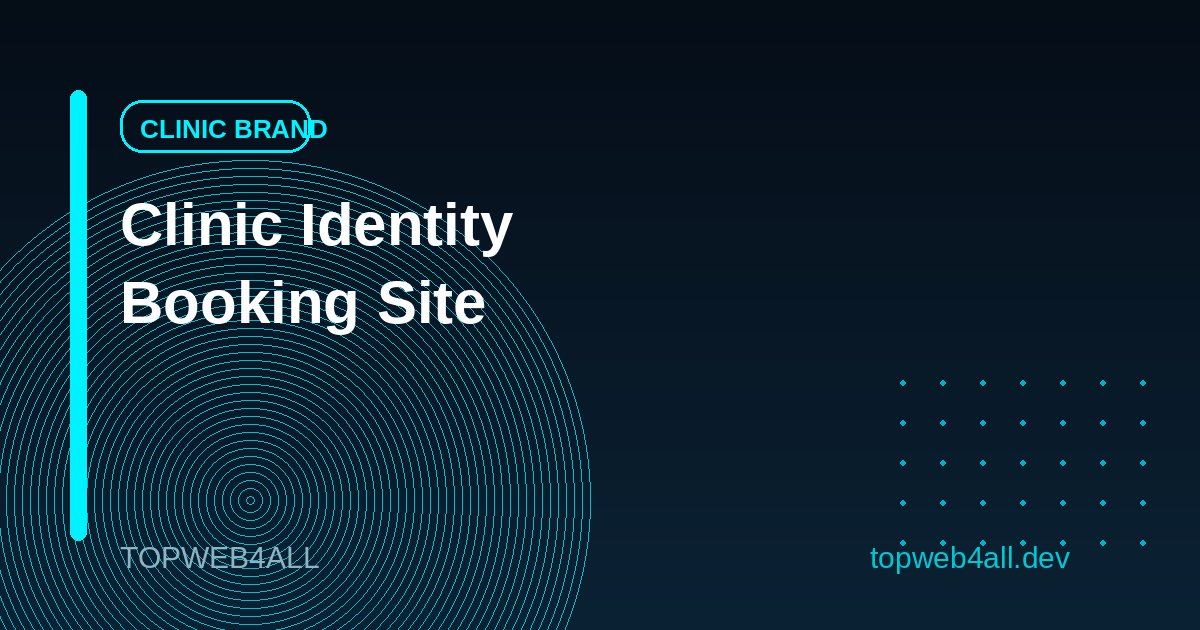 CLINIC BRAND
Clinic Identity
Booking Site
TOPWEB4ALL
topweb4all.dev